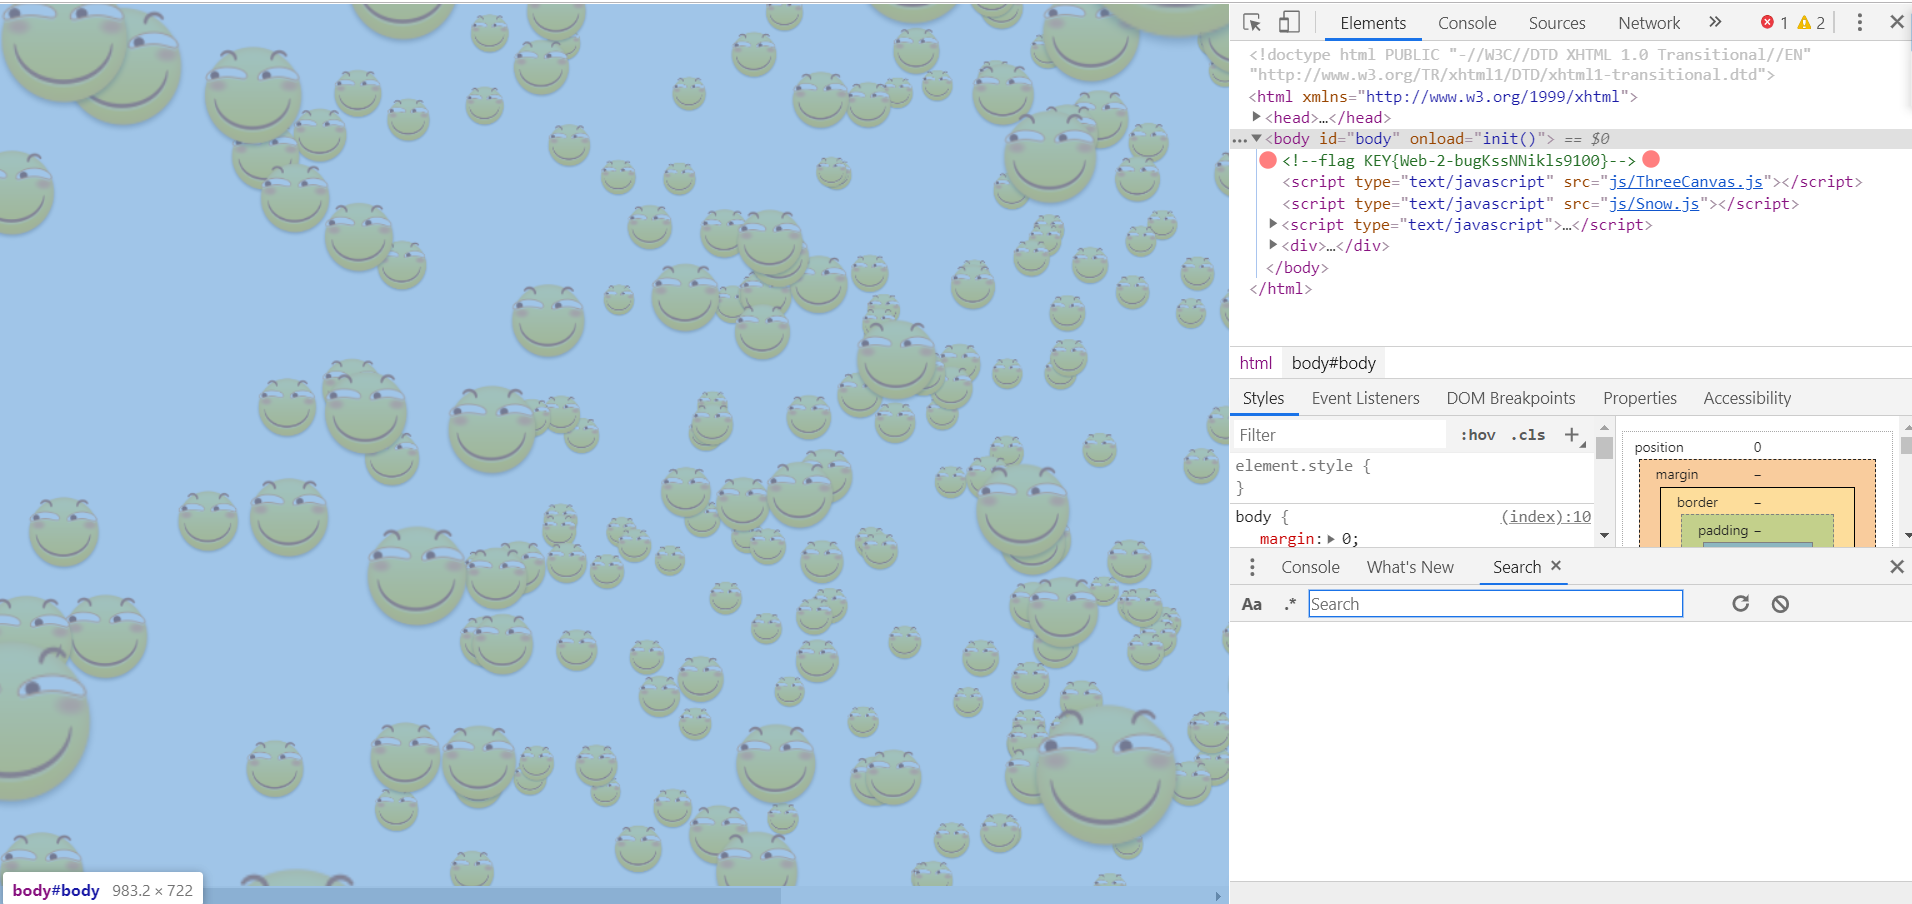 Elements Console Sources Network » 1 2
<!doctype html PUBLIC "-//W3C//DTD XHTML 1.0 Transitional//EN"
"http://www.w3.org/TR/xhtml1/DTD/xhtml1-transitional.dtd">
<html xmlns="http://www.w3.org/1999/xhtml">
<head>…</head>
<body id="body" onload="init()"> == $0
<!--flag KEY{Web-2-bugKssNNikls9100}-->
<script type="text/javascript" src="js/ThreeCanvas.js"></script>
<script type="text/javascript" src="js/Snow.js"></script>
<script type="text/javascript">…</script>
<div>…</div>
</body>
</html>
html body#body
Styles Event Listeners DOM Breakpoints Properties Accessibility
Filter :hov .cls +
element.style {
}
body { (index):10
margin: 0;
position 0
margin –
border –
padding –
Console What's New Search ×
Aa .* Search
body#body 983.2 × 722